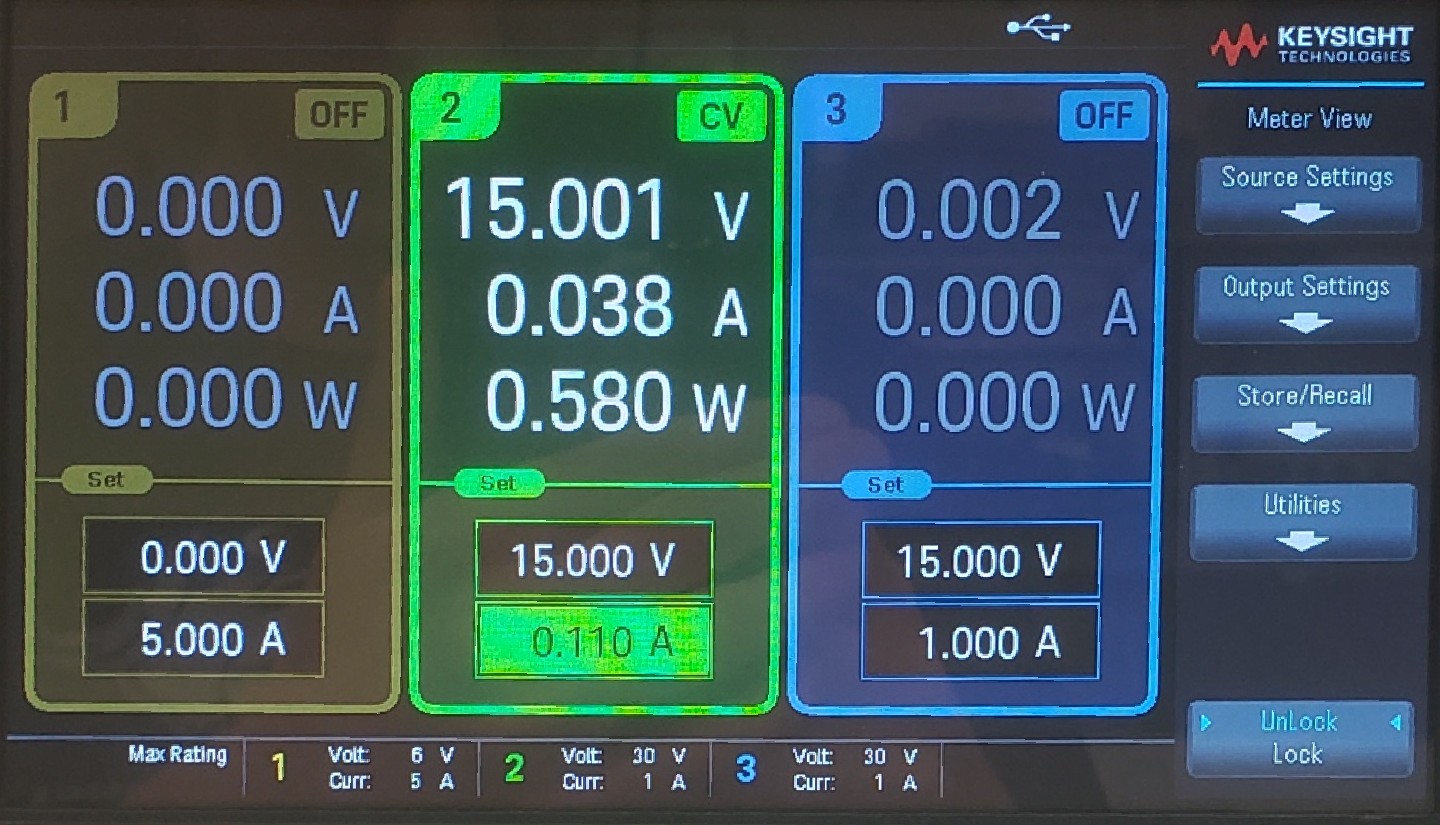 KEYSIGHT
TECHNOLOGIES
1 OFF
0.000 V
0.000 A
0.000 W
Set
0.000 V
5.000 A
2 CV
15.001 V
0.038 A
0.580 W
Set
15.000 V
0.110 A
3 OFF
0.002 V
0.000 A
0.000 W
Set
15.000 V
1.000 A
Meter View
Source Settings
Output Settings
Store/Recall
Utilities
UnLock
Lock
Max Rating
1 Volt: 6 V
Curr: 5 A
2 Volt: 30 V
Curr: 1 A
3 Volt: 30 V
Curr: 1 A